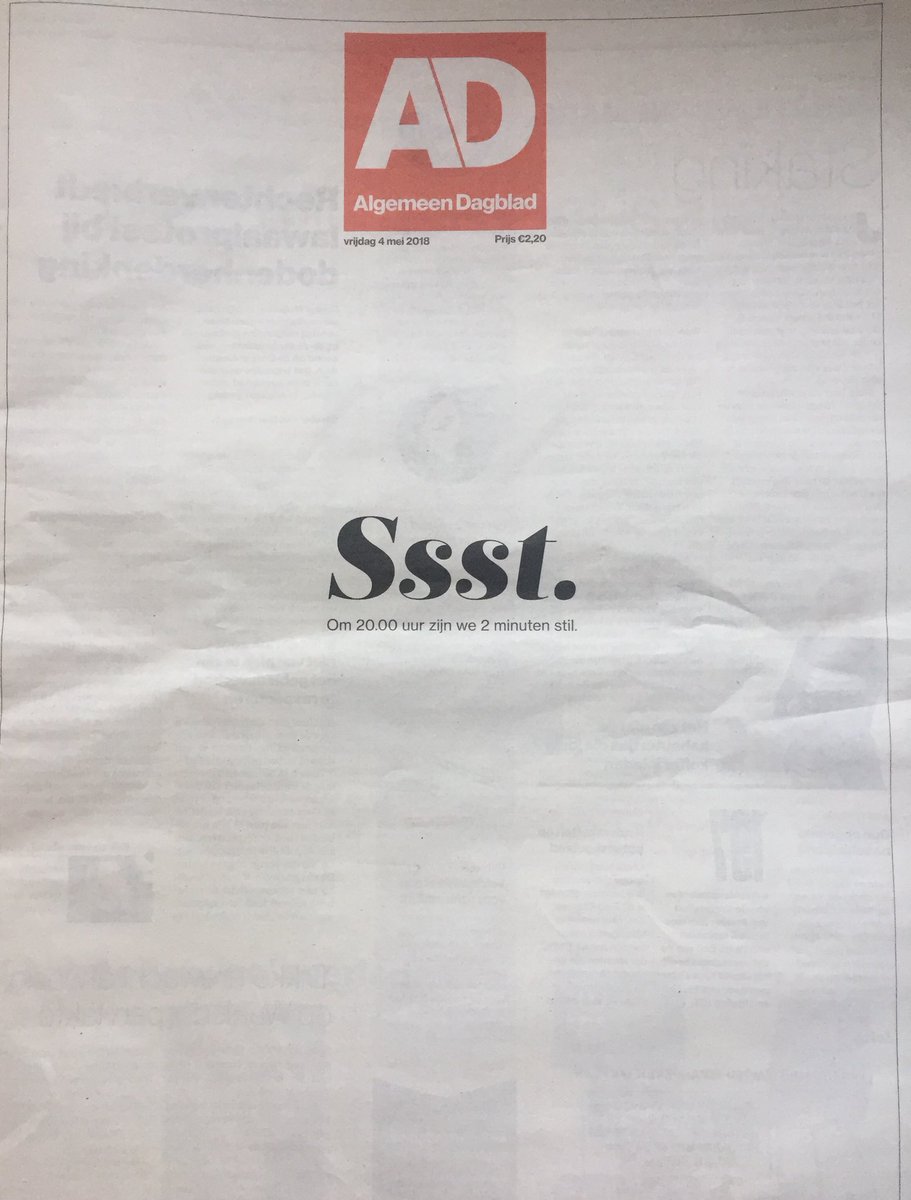 AD
Algemeen Dagblad
vrijdag 4 mei 2018 Prijs €2,20
Ssst.
Om 20.00 uur zijn we 2 minuten stil.